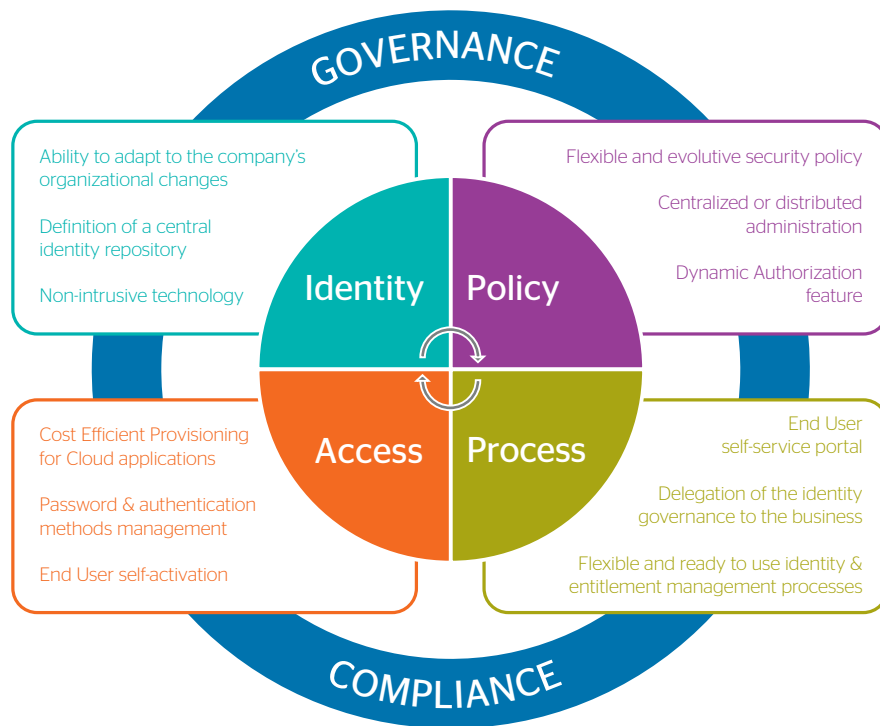 GOVERNANCE
Ability to adapt to the company's
organizational changes
Definition of a central
identity repository
Non-intrusive technology
Flexible and evolutive security policy
Centralized or distributed
administration
Dynamic Authorization
feature
Identity
Policy
Access
Process
Cost Efficient Provisioning
for Cloud applications
Password & authentication
methods management
End User self-activation
End User
self-service portal
Delegation of the identity
governance to the business
Flexible and ready to use identity &
entitlement management processes
COMPLIANCE